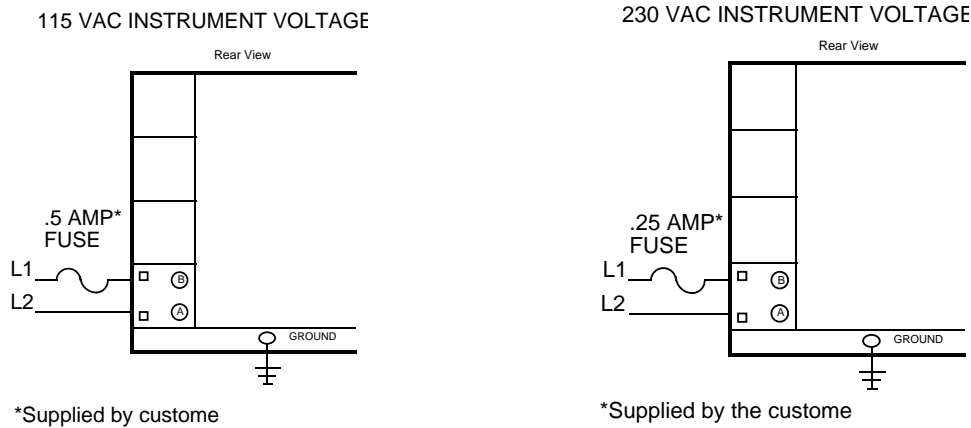 115 VAC INSTRUMENT VOLTAGE
Rear View
.5 AMP*
FUSE
L1
B
L2
A
GROUND
*Supplied by custome
230 VAC INSTRUMENT VOLTAGE
Rear View
.25 AMP*
FUSE
L1
B
L2
A
GROUND
*Supplied by the custome